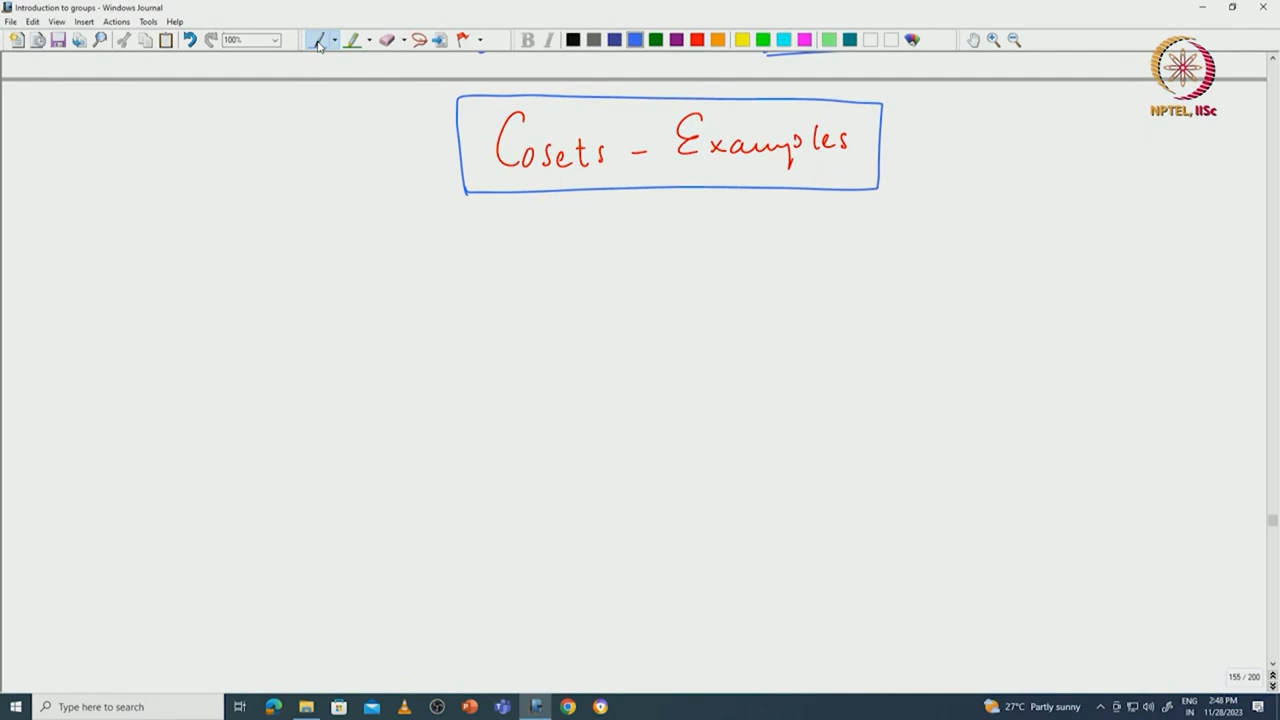 Introduction to groups - Windows Journal
File Edit View Insert Actions Tools Help
100%
B I
NPTEL, IISc
Cosets - Examples
155 / 200
Type here to search
27°C Partly sunny
ENG
IN
2:48 PM
11/28/2023